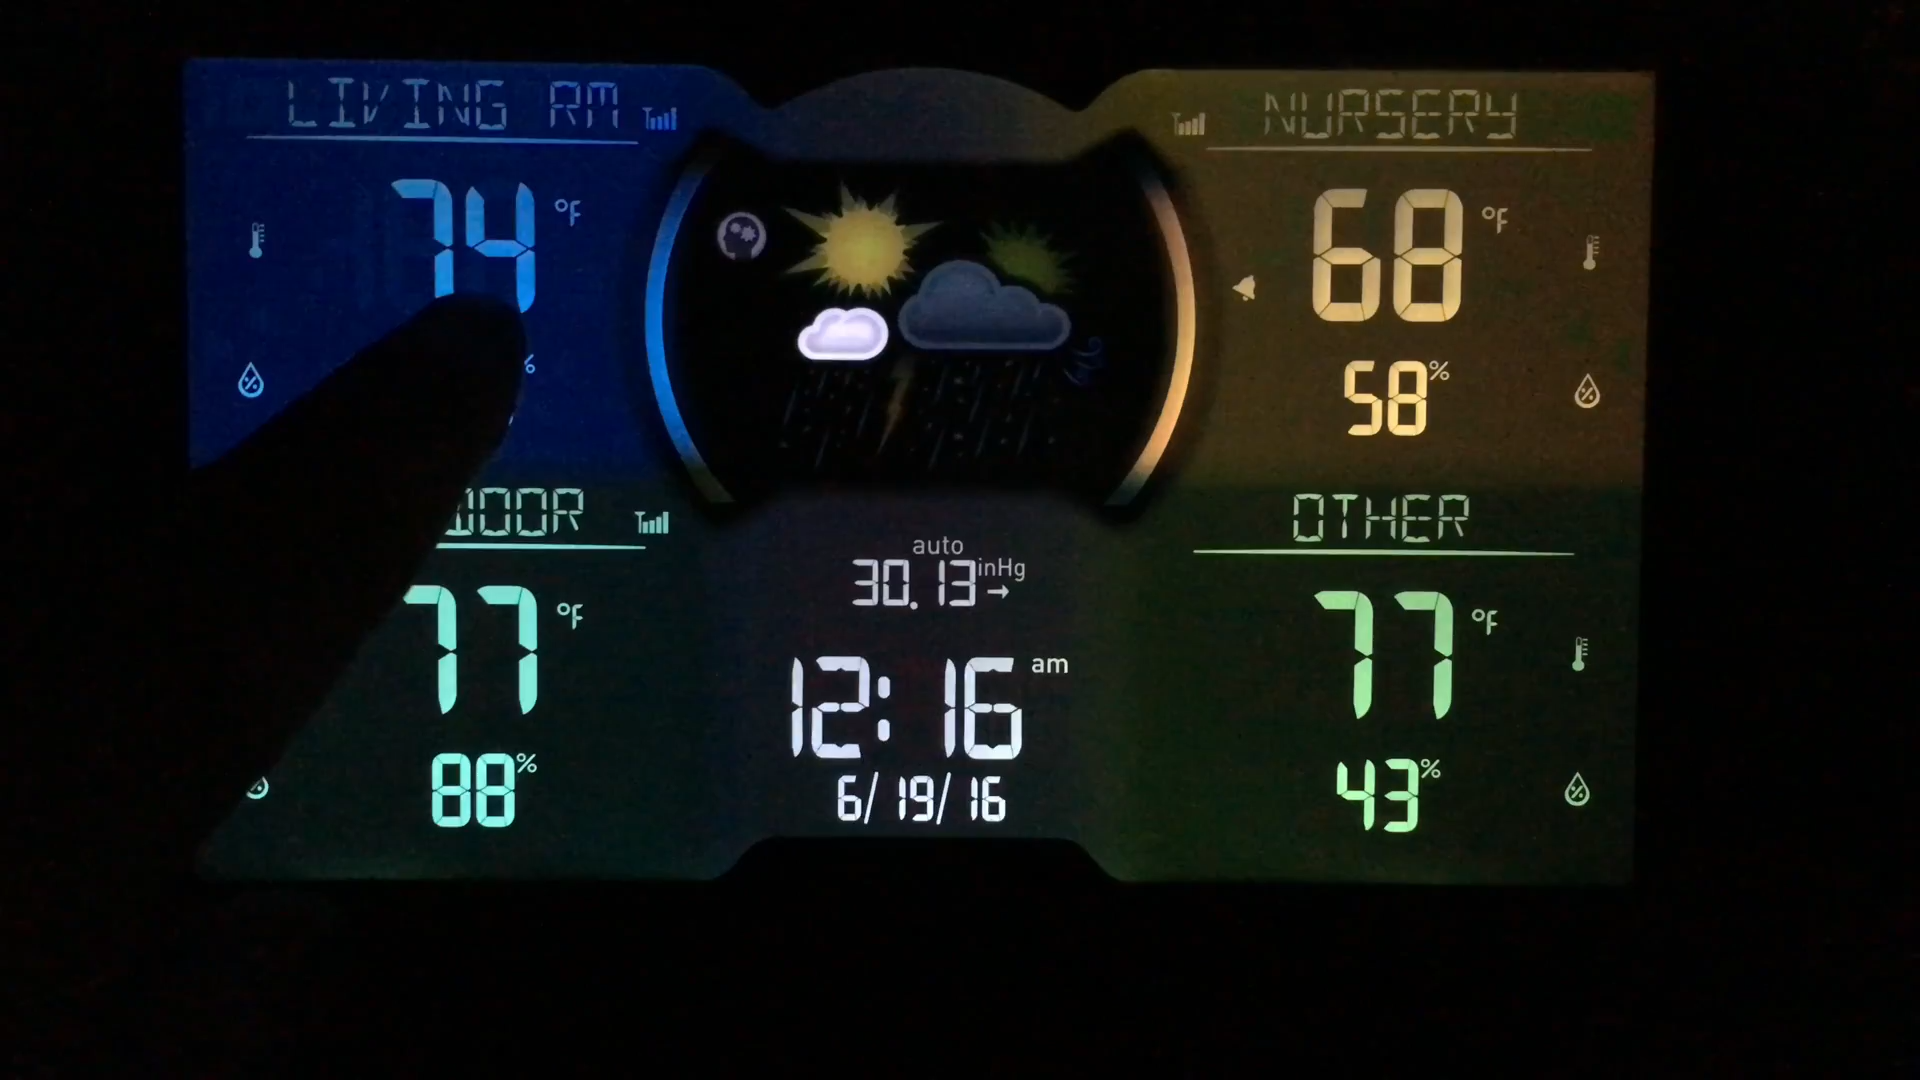 LIVING RM
74 °F
%
NURSERY
68 °F
58%
DOOR
77 °F
88%
auto
30.13 inHg →
12:16 am
6/19/16
OTHER
77 °F
43%